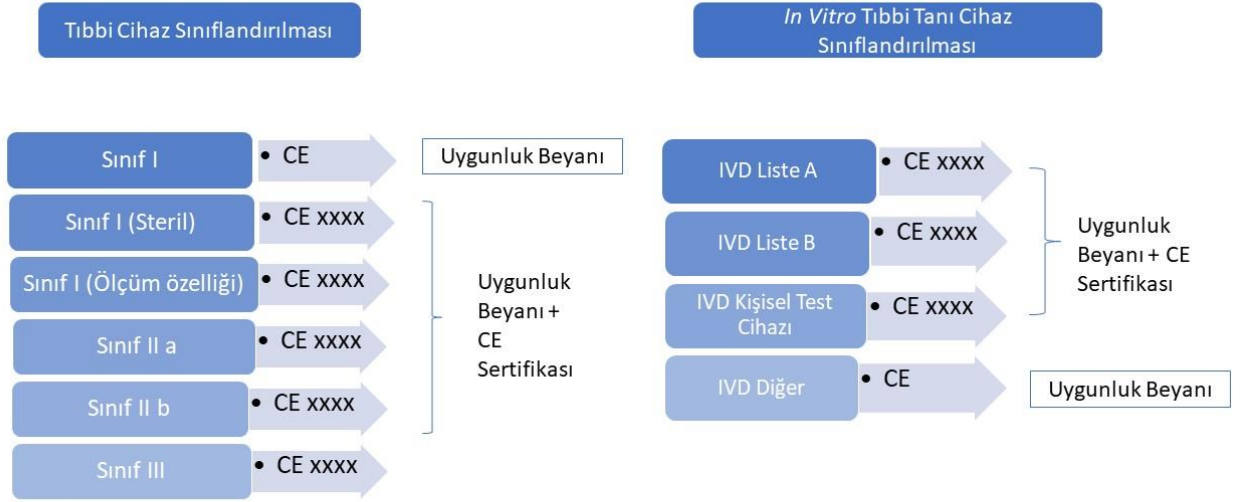 Tıbbi Cihaz Sınıflandırılması
Sınıf I
• CE
Uygunluk Beyanı
Sınıf I (Steril)
• CE xxxx
Sınıf I (Ölçüm özelliği)
• CE xxxx
Sınıf II a
• CE xxxx
Sınıf II b
• CE xxxx
Sınıf III
• CE xxxx
Uygunluk
Beyanı +
CE
Sertifikası
In Vitro Tıbbi Tanı Cihaz
Sınıflandırılması
IVD Liste A
• CE xxxx
IVD Liste B
• CE xxxx
IVD Kişisel Test
Cihazı
• CE xxxx
Uygunluk
Beyanı + CE
Sertifikası
IVD Diğer
• CE
Uygunluk Beyanı